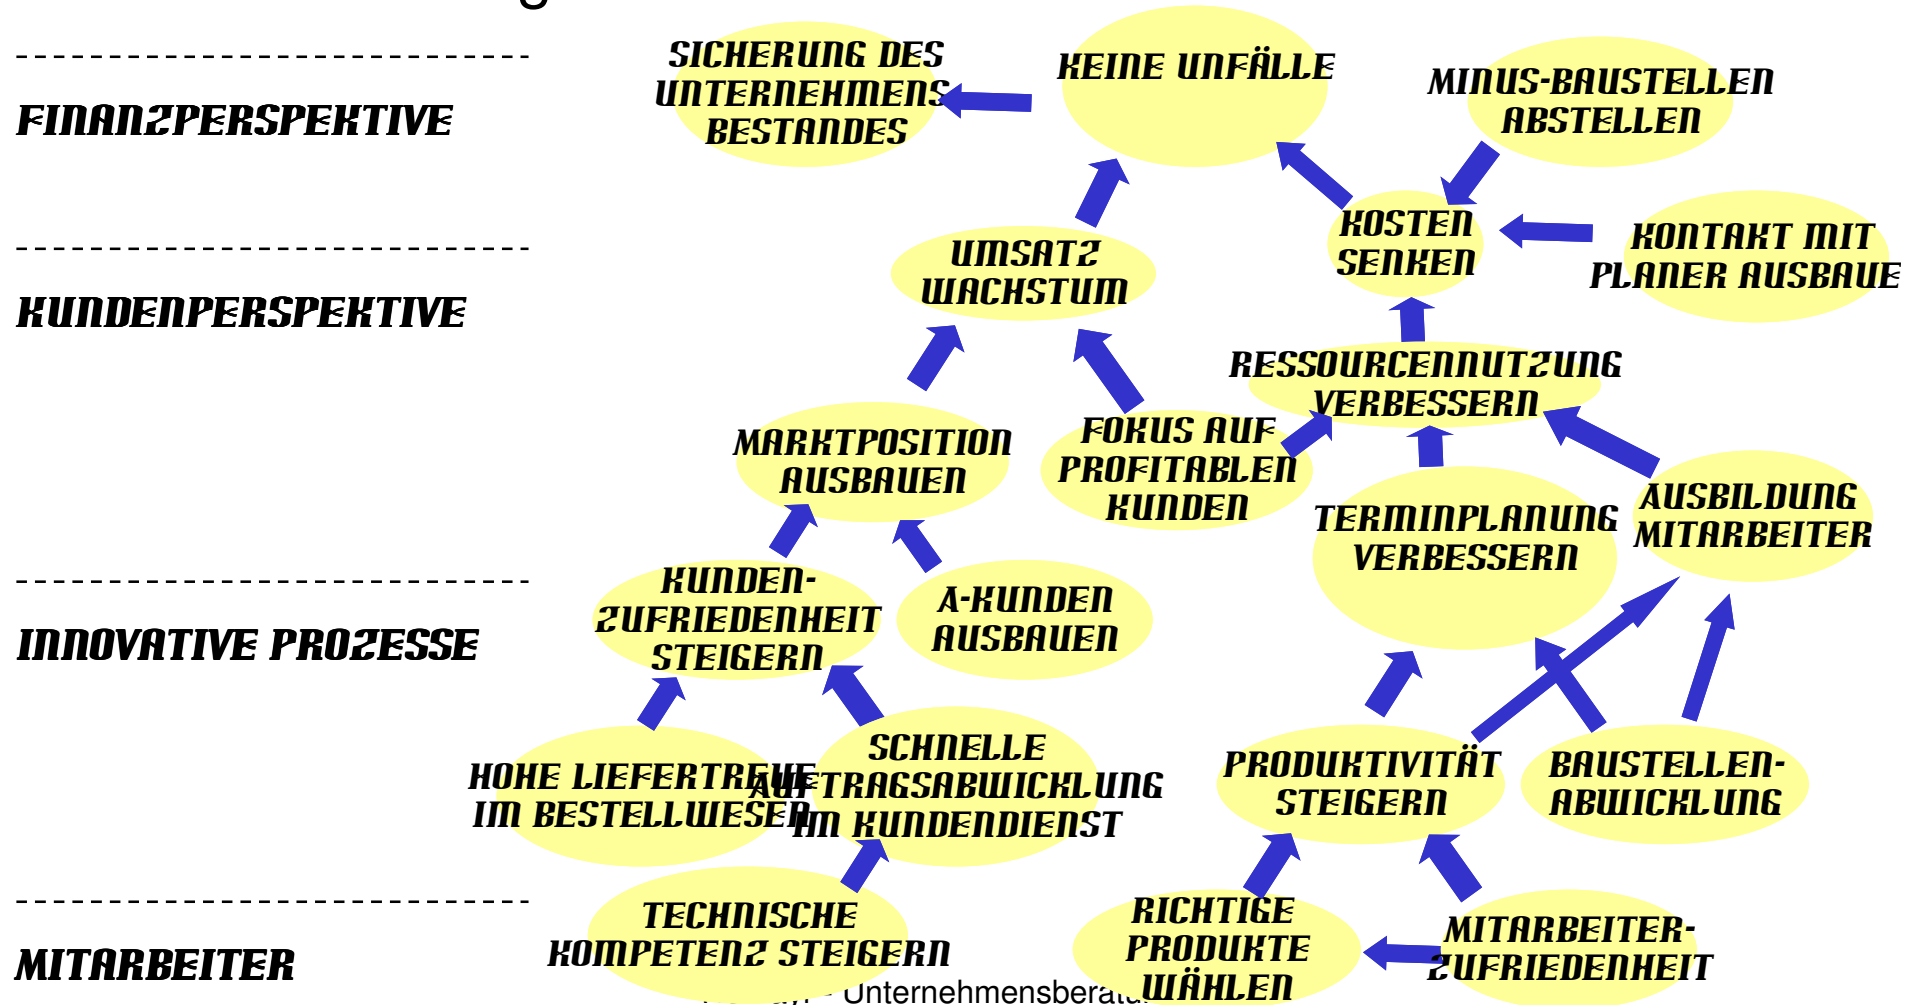 FINANZPERSPEKTIVE
KUNDENPERSPEKTIVE
INNOVATIVE PROZESSE
MITARBEITER
SICHERUNG DES
UNTERNEHMENS
BESTANDES
KEINE UNFÄLLE
MINUS-BAUSTELLEN
ABSTELLEN
UMSATZ
WACHSTUM
KOSTEN
SENKEN
KONTAKT MIT
PLANER AUSBAUE
RESSOURCENNUTZUNG
VERBESSERN
MARKTPOSITION
AUSBAUEN
FOKUS AUF
PROFITABLEN
KUNDEN
TERMINPLANUNG
VERBESSERN
AUSBILDUNG
MITARBEITER
KUNDEN-
ZUFRIEDENHEIT
STEIGERN
A-KUNDEN
AUSBAUEN
HOHE LIEFERTREUE
IM BESTELLWESEN
SCHNELLE
AUFTRAGSABWICKLUNG
IM KUNDENDIENST
PRODUKTIVITÄT
STEIGERN
BAUSTELLEN-
ABWICKLUNG
TECHNISCHE
KOMPETENZ STEIGERN
RICHTIGE
PRODUKTE
WÄHLEN
MITARBEITER-
ZUFRIEDENHEIT
- Unternehmensberatu